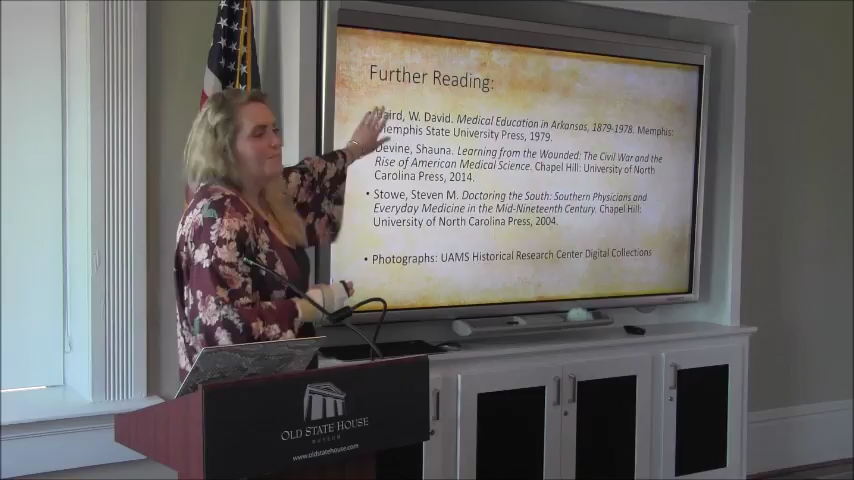 Further Reading:
aird, W. David. Medical Education in Arkansas, 1879-1978. Memphis:
Memphis State University Press, 1979.
Devine, Shauna. Learning from the Wounded: The Civil War and the
Rise of American Medical Science. Chapel Hill: University of North
Carolina Press, 2014.
• Stowe, Steven M. Doctoring the South: Southern Physicians and
Everyday Medicine in the Mid-Nineteenth Century. Chapel Hill:
University of North Carolina Press, 2004.
• Photographs: UAMS Historical Research Center Digital Collections
OLD STATE HOUSE
MUSEUM
www.oldstatehouse.com